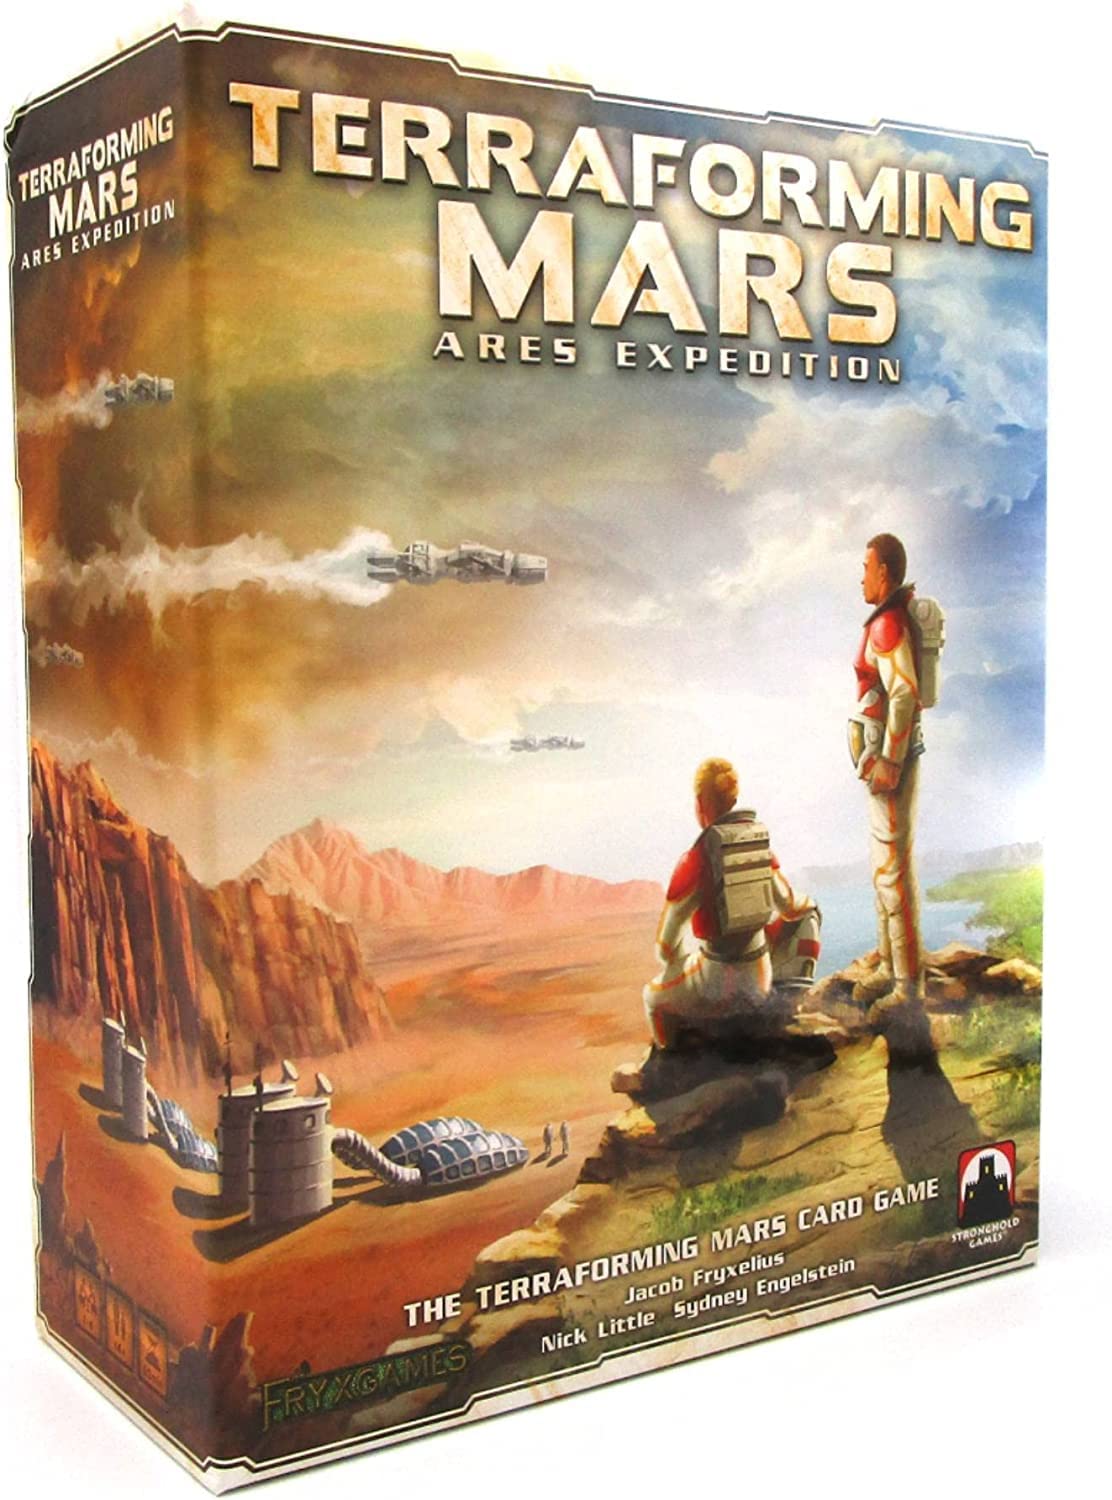 TERRAFORMING
MARS
ARES EXPEDITION
TERRAFORMING
MARS
ARES EXPEDITION
THE TERRAFORMING MARS CARD GAME
Jacob Fryxelius
Nick Little Sydney Engelstein
STRONGHOLD
GAMES
FRYXGAMES